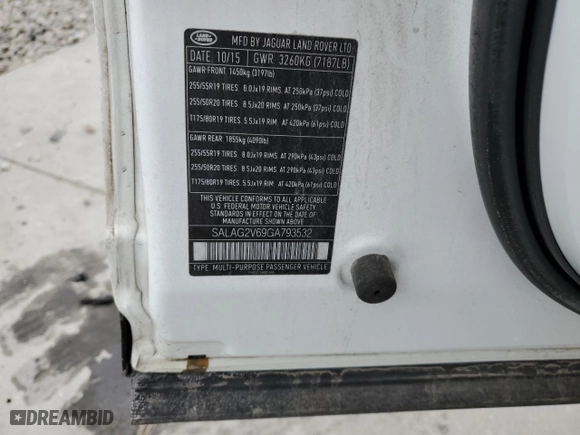 LAND ROVER
MFD BY JAGUAR LAND ROVER LTD
DATE 10/15 GWR 3260KG (7187LB)
GAWR FRONT 1450kg (3197lb)
255/55R19 TIRES 8.0Jx19 RIMS. AT 250kPa (37psi) COLD
255/50R20 TIRES 8.5Jx20 RIMS. AT 250kPa (37psi) COLD
T175/80R19 TIRES 5.5Jx19 RIM. AT 420kPa (61psi) COLD
GAWR REAR 1855kg (4090lb)
255/55R19 TIRES 8.0Jx19 RIMS AT 290kPa (43psi) COLD
255/50R20 TIRES 8.5Jx20 RIMS. AT 290kPa (43psi) COLD
T175/80R19 TIRES 5.5Jx19 RIM. AT 420kPa (61psi) COLD
THIS VEHICLE CONFORMS TO ALL APPLICABLE
U.S. FEDERAL MOTOR VEHICLE
STANDARDS IN EFFECT ON THE DATE OF
MANUFACTURE SHOWN ABOVE
SALAG2V69GA793532
TYPE: MULTI-PURPOSE PASSENGER VEHICLE
DREAMBID